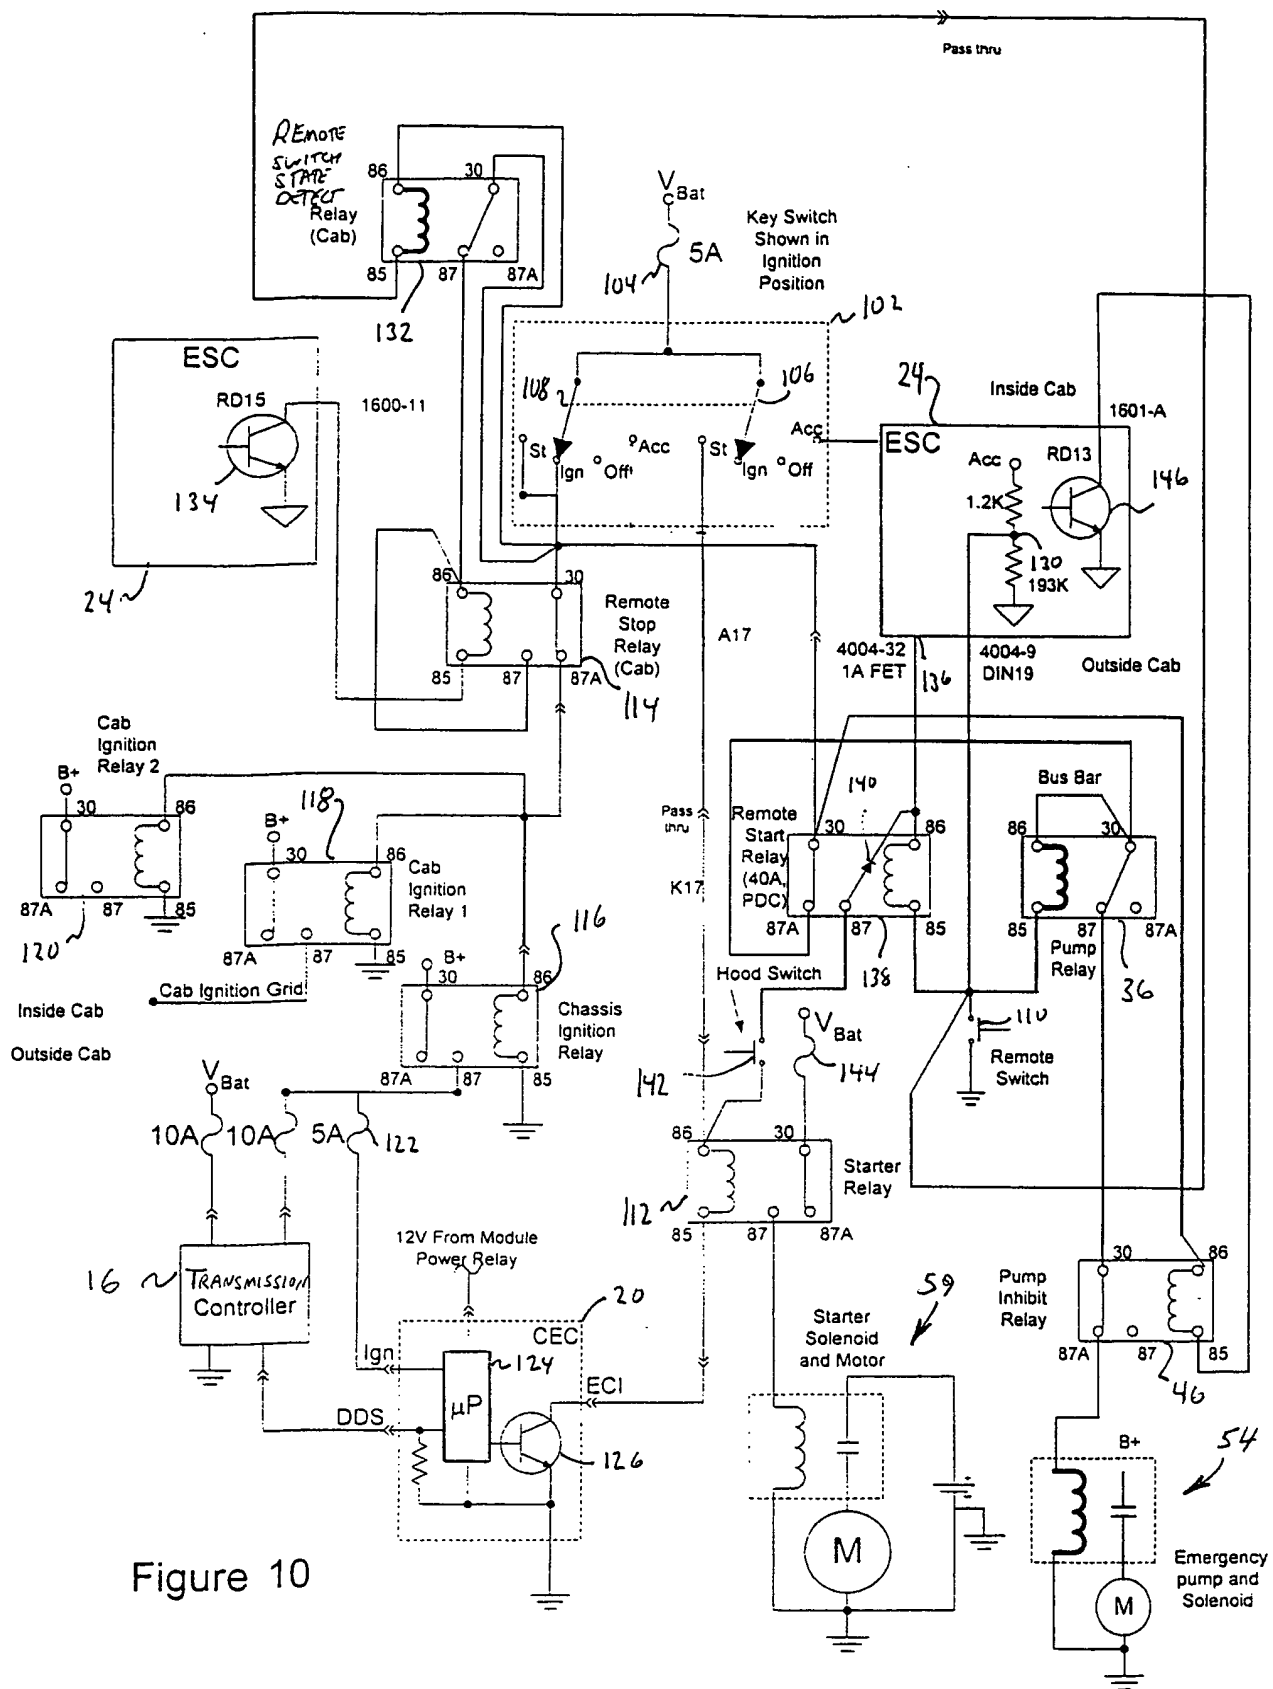 Pass thru
REMOTE
SWITCH
STATE
DETECT
Relay
(Cab)
86
30
85
87
87A
132
V Bat
5A
104
Key Switch
Shown in
Ignition
Position
102
108
106
St
Ign
Off
Acc
St
Ign
Off
Acc
ESC
RD15
1600-11
134
24
24
Inside Cab
1601-A
ESC
Acc
RD13
1.2K
146
130
193K
4004-32
1A FET
136
4004-9
DIN19
Outside Cab
86
30
Remote
Stop
Relay
(Cab)
85
87
87A
114
A17
Cab
Ignition
Relay 2
B+
30
86
87A
87
85
120
118
B+
30
86
Cab
Ignition
Relay 1
87A
87
85
Cab Ignition Grid
Inside Cab
Outside Cab
116
B+
30
86
Chassis
Ignition
Relay
87A
87
85
Pass
thru
K17
140
Remote
Start
Relay
(40A,
PDC)
30
86
87A
87
85
138
Bus Bar
86
30
85
87
87A
Pump
Relay
36
Hood Switch
142
V Bat
144
110
Remote
Switch
V Bat
10A
10A
5A
122
86
30
Starter
Relay
112
85
87
87A
16
TRANSMISSION
Controller
12V From Module
Power Relay
20
CEC
Ign
124
µP
ECI
DDS
126
59
Starter
Solenoid
and Motor
M
30
86
Pump
Inhibit
Relay
87A
87
85
46
B+
54
M
Emergency
pump and
Solenoid
Figure 10